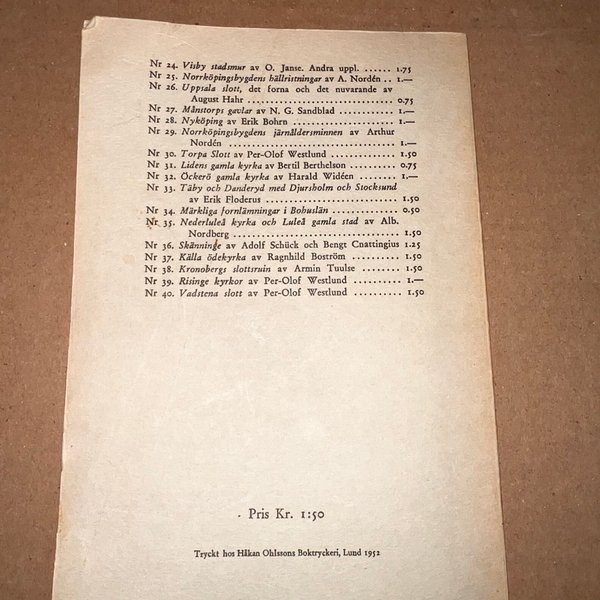 Nr 24. Visby stadsmur av O. Janse. Andra uppl. ...... 1.75
Nr 25. Norrköpingsbygdens hällristningar av A. Nordén .. 1.—
Nr 26. Uppsala slott, det forna och det nuvarande av
August Hahr ............................ 0.75
Nr 27. Månstorps gavlar av N. G. Sandblad ........... 1.—
Nr 28. Nyköping av Erik Bohrn ..................... 1.—
Nr 29. Norrköpingsbygdens järnåldersminnen av Arthur
Nordén ................................ 1.—
Nr 30. Torpa Slott av Per-Olof Westlund ............. 1.50
Nr 31. Lidens gamla kyrka av Bertil Berthelson ....... 0.75
Nr 32. Öckerö gamla kyrka av Harald Widéen ......... 1.—
Nr 33. Täby och Danderyd med Djursholm och Stocksund
av Erik Floderus ........................ 1.50
Nr 34. Märkliga fornlämningar i Bohuslän ............ 0.50
Nr 35. Nederluleå kyrka och Luleå gamla stad av Alb.
Nordberg .............................. 1.50
Nr 36. Skänninge av Adolf Schück och Bengt Cnattingius 1.25
Nr 37. Källa ödekyrka av Ragnhild Boström .......... 1.50
Nr 38. Kronobergs slottsruin av Armin Tuulse ........ 1.50
Nr 39. Risinge kyrkor av Per-Olof Westlund .......... 1.—
Nr 40. Vadstena slott av Per-Olof Westlund .......... 1.50
Pris Kr. 1:50
Tryckt hos Håkan Ohlssons Boktryckeri, Lund 1952